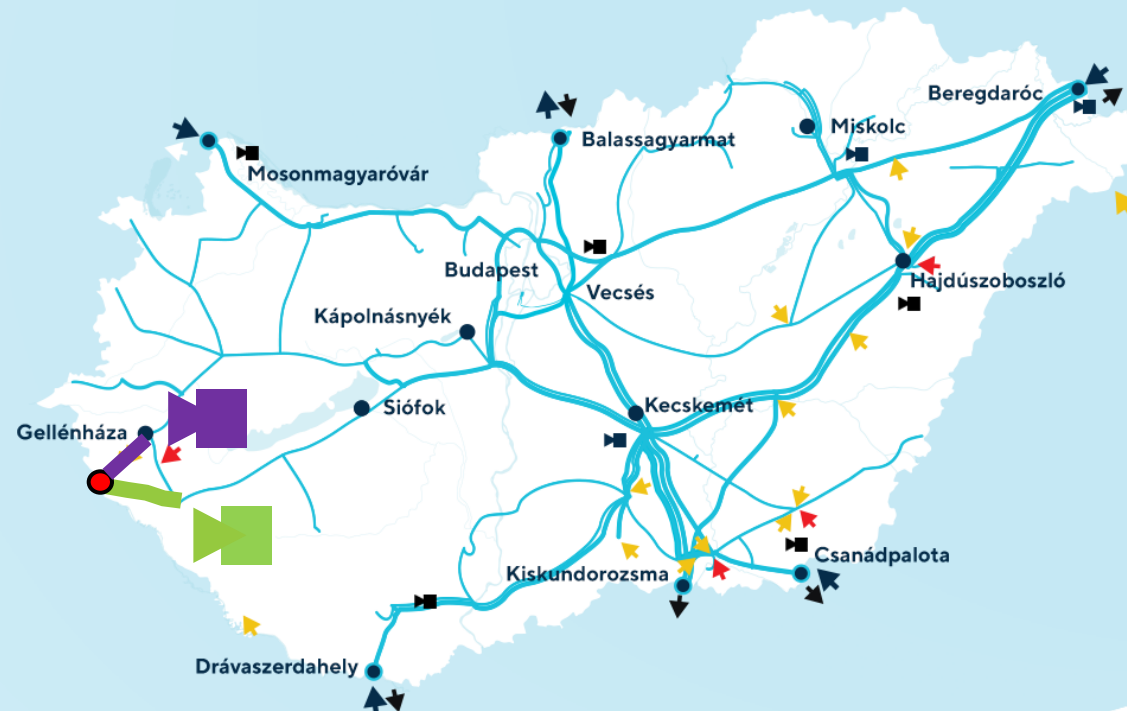 Beregdaróc
Miskolc
Balassagyarmat
Mosonmagyaróvár
Budapest
Hajdúszoboszló
Vecsés
Kápolnásnyék
Siófok
Kecskemét
Gellénháza
Csanádpalota
Kiskundorozsma
Drávaszerdahely